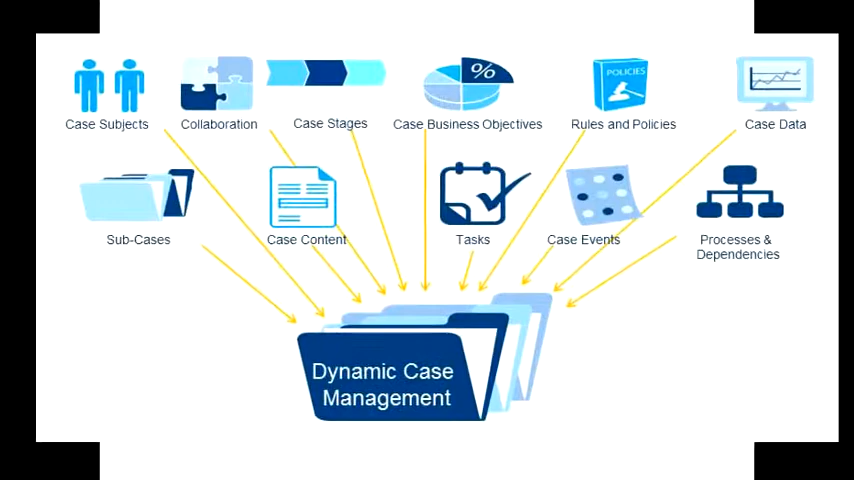 %
POLICIES
Case Subjects
Collaboration
Case Stages
Case Business Objectives
Rules and Policies
Case Data
Sub-Cases
Case Content
Tasks
Case Events
Processes &
Dependencies
Dynamic Case
Management